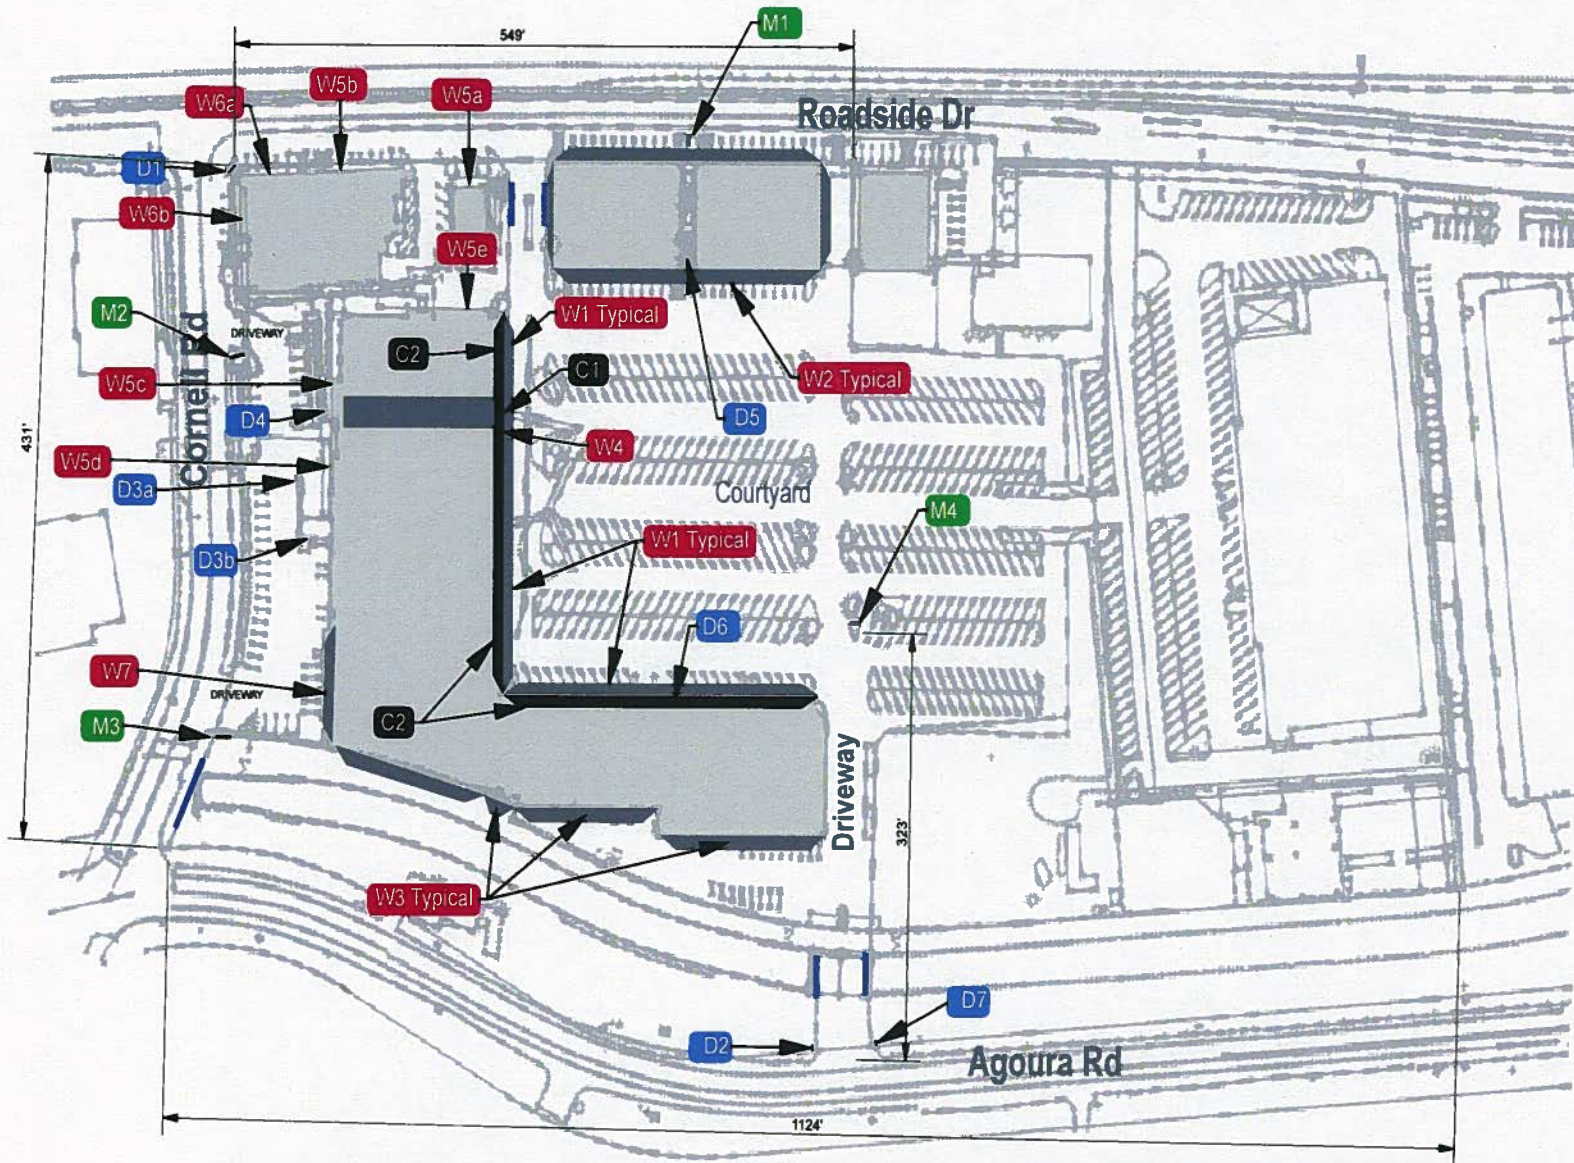 549'
M1
W6a
W5b
W5a
Roadside Dr
D1
W6b
W5e
M2
DRIVEWAY
W1 Typical
C2
C1
W5c
W2 Typical
Cornell Rd
D4
D5
431'
W4
W5d
D3a
Courtyard
M4
W1 Typical
D3b
D6
W7
DRIVEWAY
C2
M3
Driveway
323'
W3 Typical
D7
D2
Agoura Rd
1124'